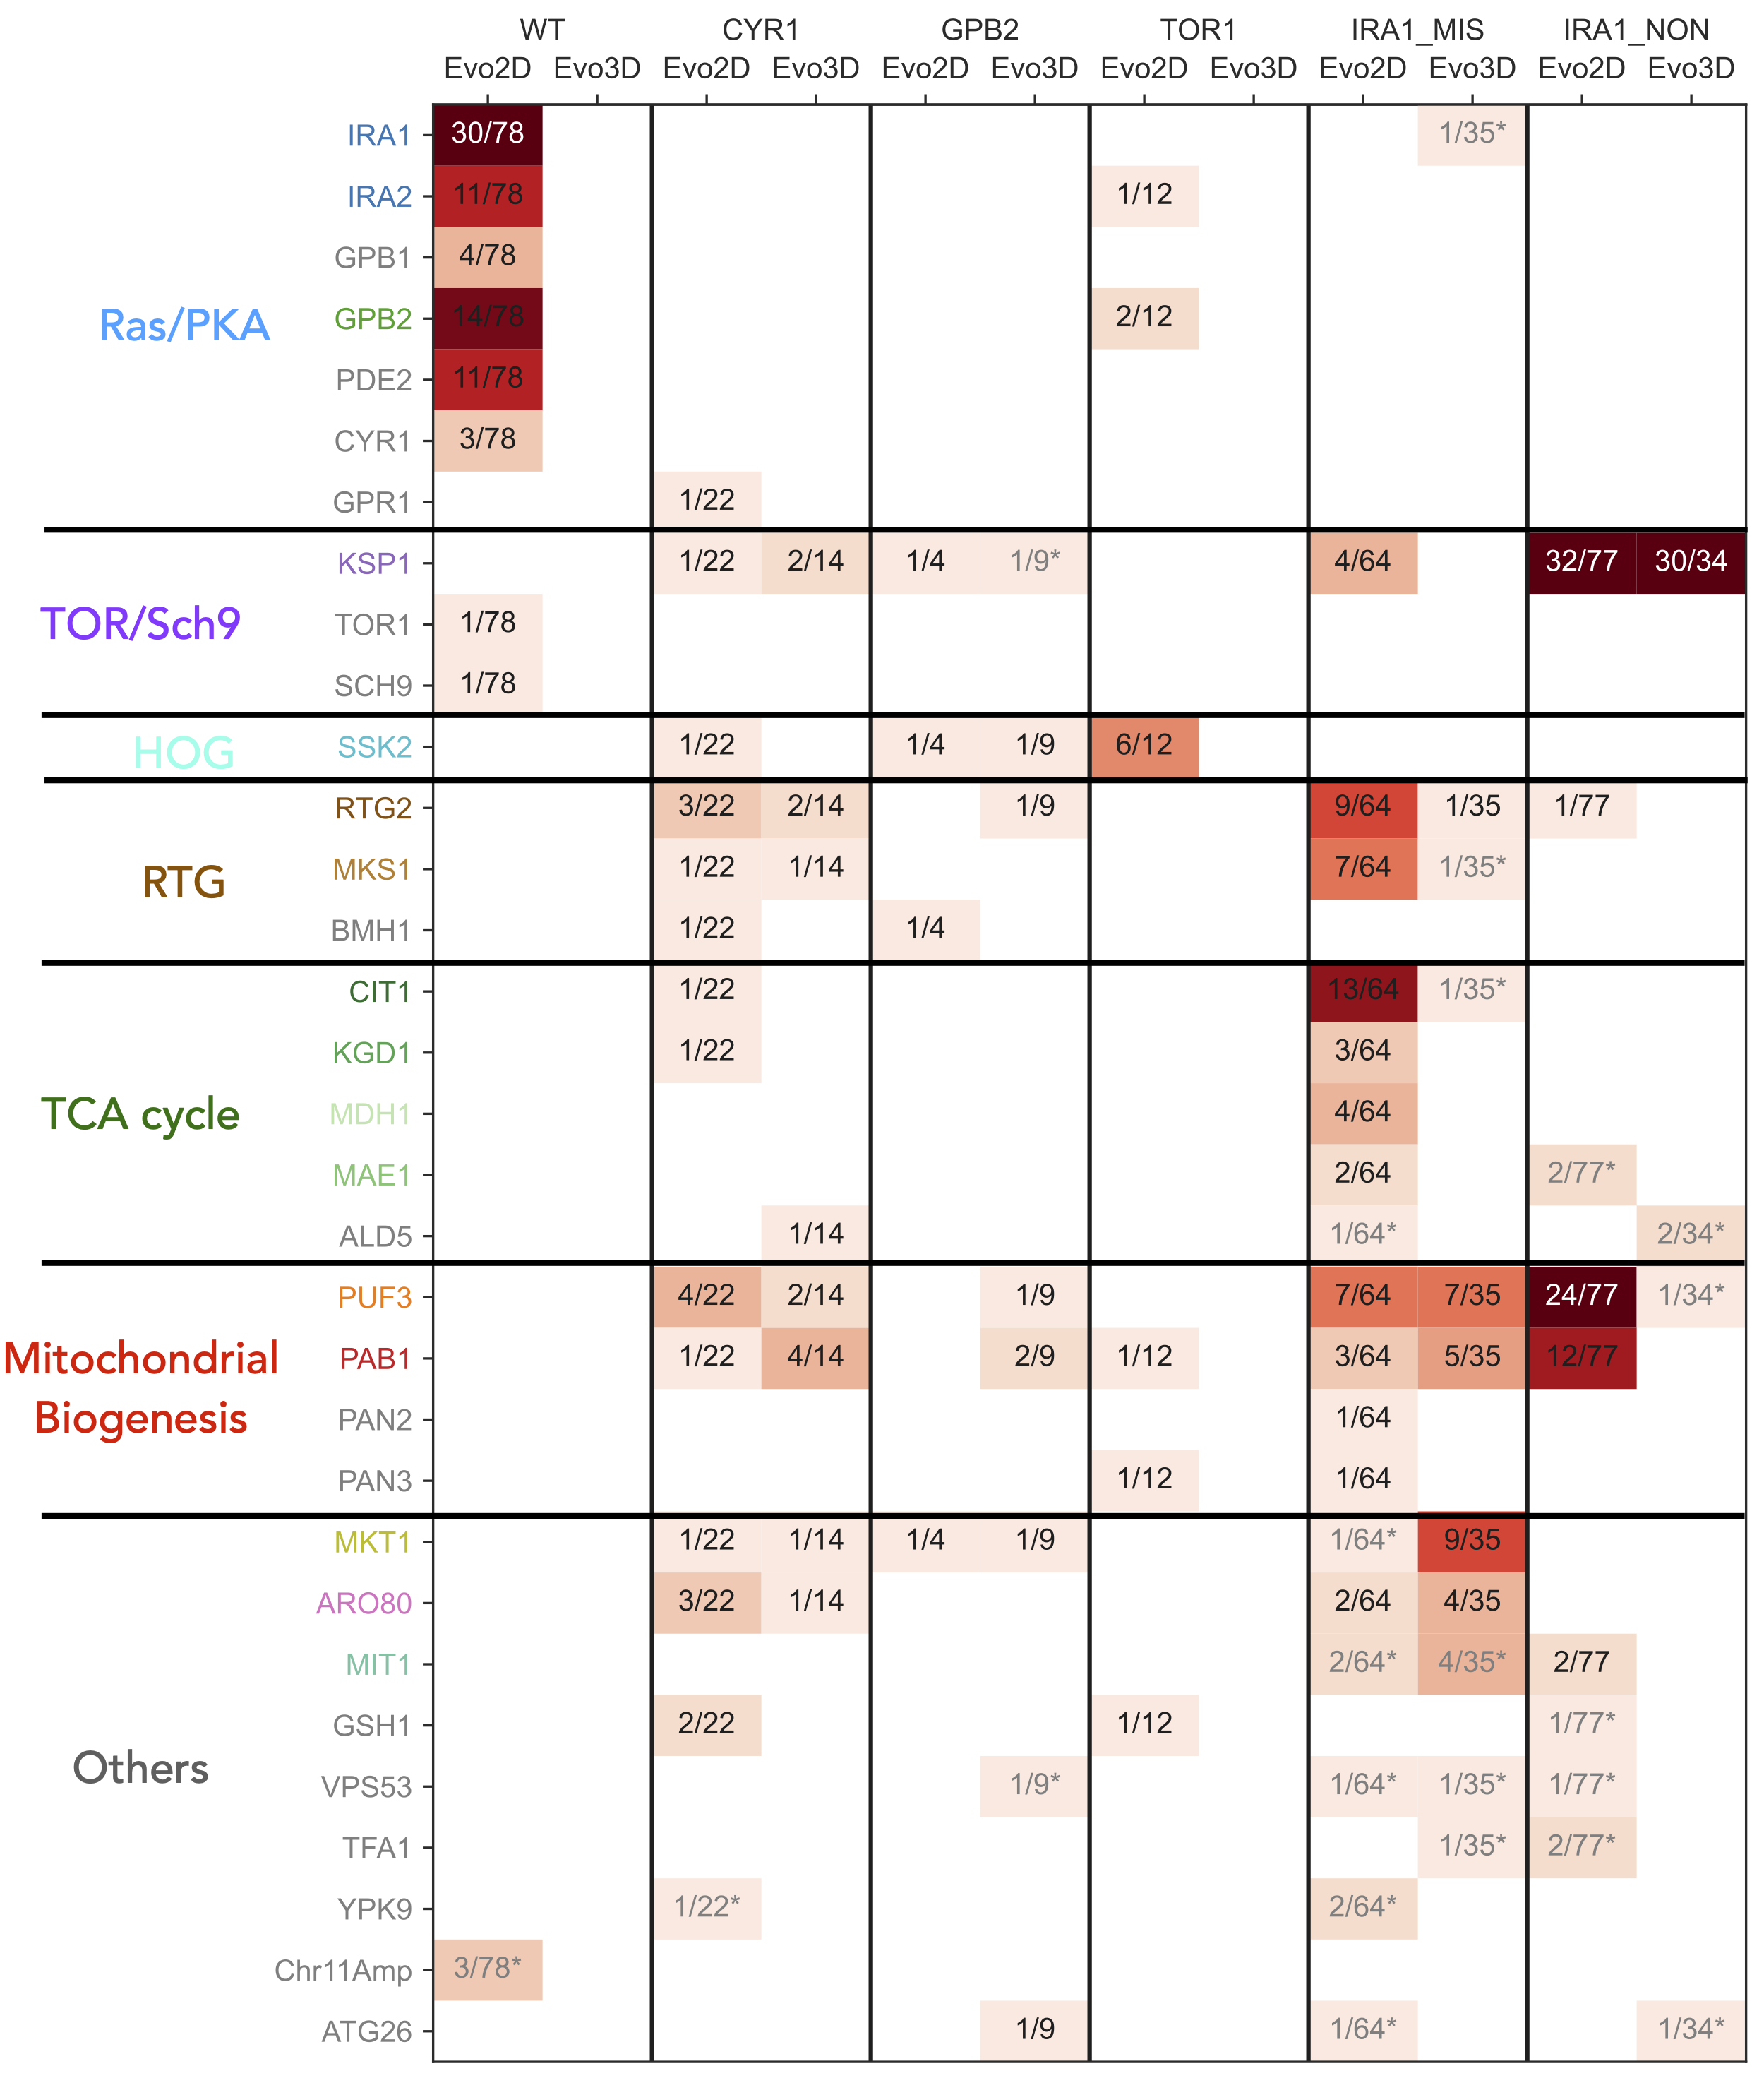 WT CYR1 GPB2 TOR1 IRA1_MIS IRA1_NON
Evo2D Evo3D Evo2D Evo3D Evo2D Evo3D Evo2D Evo3D Evo2D Evo3D Evo2D Evo3D
IRA1 30/78 1/35*
IRA2 11/78 1/12
GPB1 4/78
Ras/PKA GPB2 14/78 2/12
PDE2 11/78
CYR1 3/78
GPR1 1/22
KSP1 1/22 2/14 1/4 1/9* 4/64 32/77 30/34
TOR/Sch9 TOR1 1/78
SCH9 1/78
HOG SSK2 1/22 1/4 1/9 6/12
RTG2 3/22 2/14 1/9 9/64 1/35 1/77
RTG MKS1 1/22 1/14 7/64 1/35*
BMH1 1/22 1/4
CIT1 1/22 13/64 1/35*
KGD1 1/22 3/64
TCA cycle MDH1 4/64
MAE1 2/64 2/77*
ALD5 1/14 1/64* 2/34*
PUF3 4/22 2/14 1/9 7/64 7/35 24/77 1/34*
Mitochondrial PAB1 1/22 4/14 2/9 1/12 3/64 5/35 12/77
Biogenesis PAN2 1/64
PAN3 1/12 1/64
MKT1 1/22 1/14 1/4 1/9 1/64* 9/35
ARO80 3/22 1/14 2/64 4/35
MIT1 2/64* 4/35* 2/77
GSH1 2/22 1/12 1/77*
Others VPS53 1/9* 1/64* 1/35* 1/77*
TFA1 1/35* 2/77*
YPK9 1/22* 2/64*
Chr11Amp 3/78*
ATG26 1/9 1/64* 1/34*